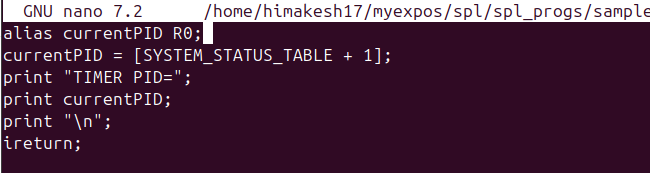 GNU nano 7.2 /home/himakesh17/myexpos/spl/spl_progs/sample
alias currentPID R0;
currentPID = [SYSTEM_STATUS_TABLE + 1];
print "TIMER PID=";
print currentPID;
print "\n";
ireturn;